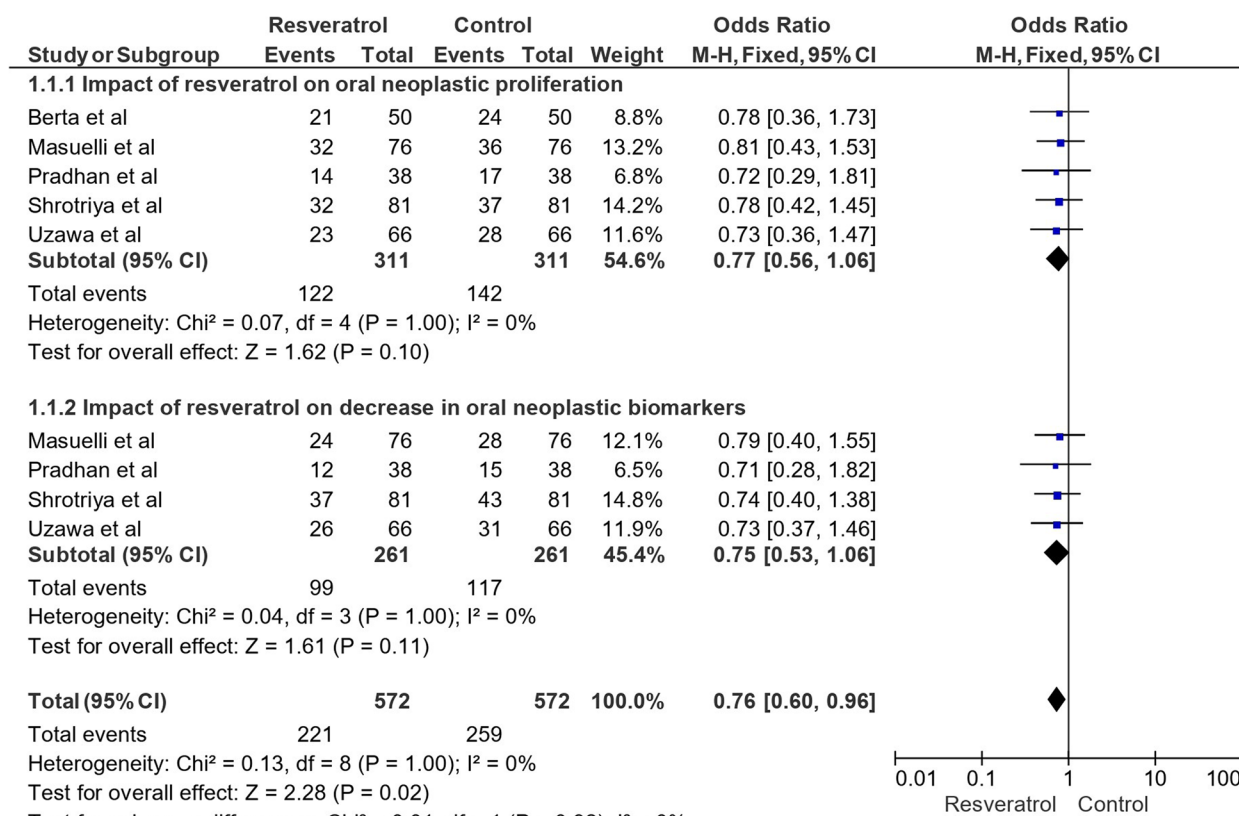 Resveratrol Control Odds Ratio Odds Ratio
Study or Subgroup Events Total Events Total Weight M-H, Fixed, 95% CI M-H, Fixed, 95% CI
1.1.1 Impact of resveratrol on oral neoplastic proliferation
Berta et al 21 50 24 50 8.8% 0.78 [0.36, 1.73]
Masuelli et al 32 76 36 76 13.2% 0.81 [0.43, 1.53]
Pradhan et al 14 38 17 38 6.8% 0.72 [0.29, 1.81]
Shrotriya et al 32 81 37 81 14.2% 0.78 [0.42, 1.45]
Uzawa et al 23 66 28 66 11.6% 0.73 [0.36, 1.47]
Subtotal (95% CI) 311 311 54.6% 0.77 [0.56, 1.06]
Total events 122 142
Heterogeneity: Chi² = 0.07, df = 4 (P = 1.00); I² = 0%
Test for overall effect: Z = 1.62 (P = 0.10)
1.1.2 Impact of resveratrol on decrease in oral neoplastic biomarkers
Masuelli et al 24 76 28 76 12.1% 0.79 [0.40, 1.55]
Pradhan et al 12 38 15 38 6.5% 0.71 [0.28, 1.82]
Shrotriya et al 37 81 43 81 14.8% 0.74 [0.40, 1.38]
Uzawa et al 26 66 31 66 11.9% 0.73 [0.37, 1.46]
Subtotal (95% CI) 261 261 45.4% 0.75 [0.53, 1.06]
Total events 99 117
Heterogeneity: Chi² = 0.04, df = 3 (P = 1.00); I² = 0%
Test for overall effect: Z = 1.61 (P = 0.11)
Total (95% CI) 572 572 100.0% 0.76 [0.60, 0.96]
Total events 221 259
Heterogeneity: Chi² = 0.13, df = 8 (P = 1.00); I² = 0%
Test for overall effect: Z = 2.28 (P = 0.02)
0.01 0.1 1 10 100
Resveratrol Control